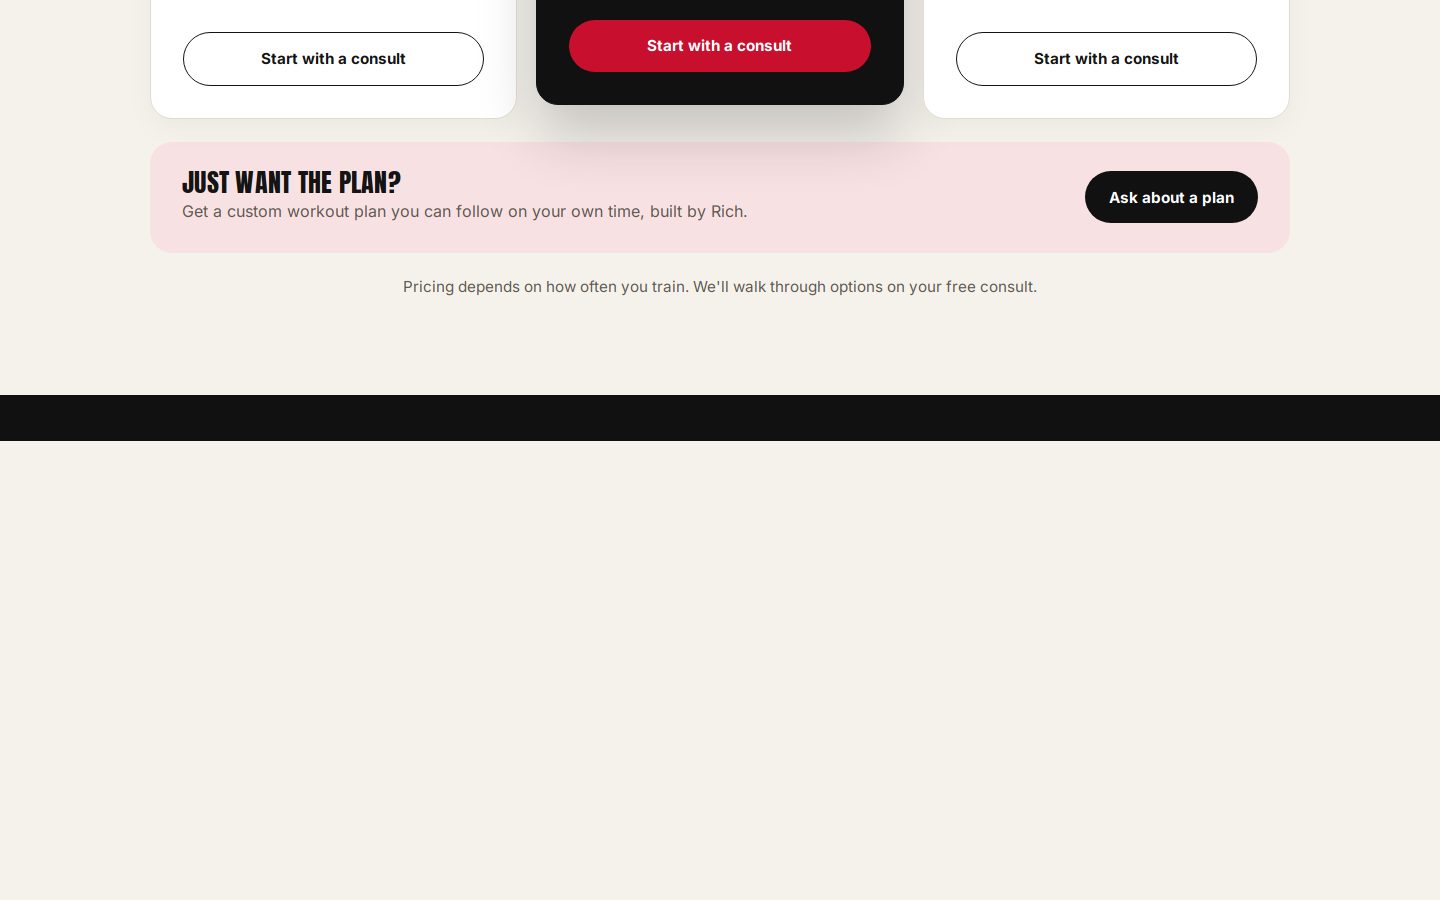 Start with a consult
Start with a consult
Start with a consult
JUST WANT THE PLAN?
Get a custom workout plan you can follow on your own time, built by Rich.
Ask about a plan
Pricing depends on how often you train. We'll walk through options on your free consult.